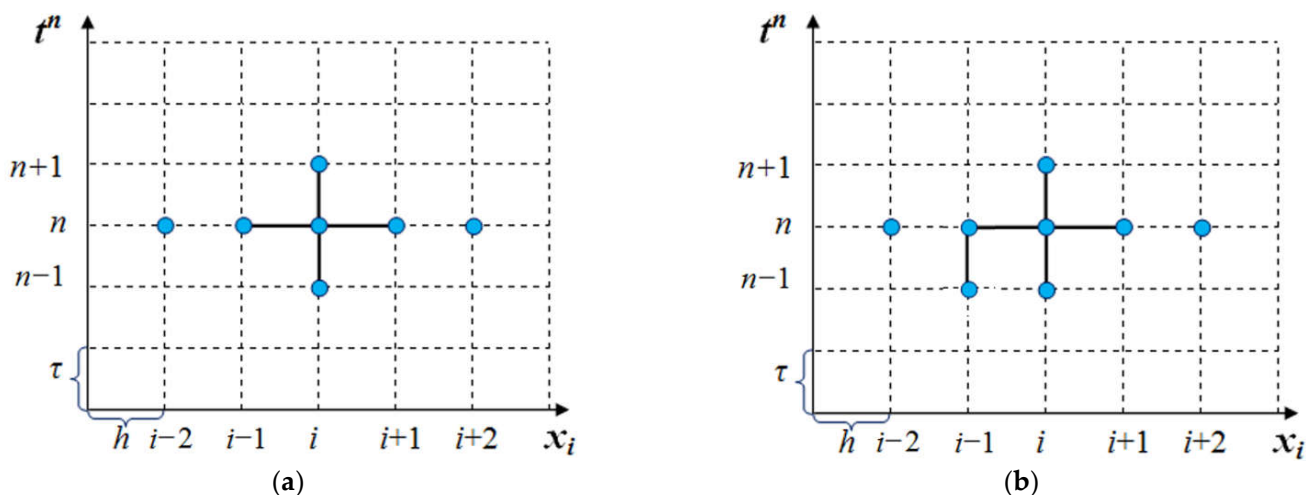 tⁿ
n+1
n
n−1
τ
h i−2 i−1 i i+1 i+2 xᵢ
(a)
tⁿ
n+1
n
n−1
τ
h i−2 i−1 i i+1 i+2 xᵢ
(b)